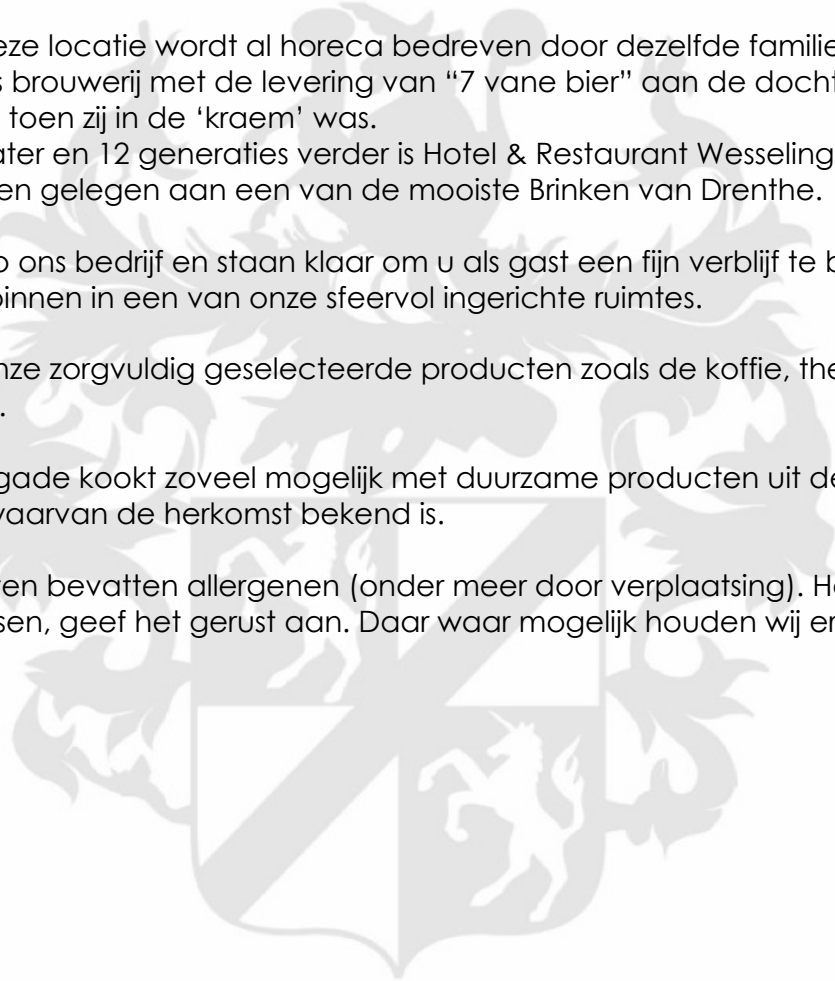 eze locatie wordt al horeca bedreven door dezelfde familie
s brouwerij met de levering van “7 vane bier” aan de docht
toen zij in de ‘kraem’ was.
ater en 12 generaties verder is Hotel & Restaurant Wesseling
en gelegen aan een van de mooiste Brinken van Drenthe.
o ons bedrijf en staan klaar om u als gast een fijn verblijf te b
binnen in een van onze sfeervol ingerichte ruimtes.
nze zorgvuldig geselecteerde producten zoals de koffie, the
.
gade kookt zoveel mogelijk met duurzame producten uit de
waarvan de herkomst bekend is.
ten bevatten allergenen (onder meer door verplaatsing). He
sen, geef het gerust aan. Daar waar mogelijk houden wij er